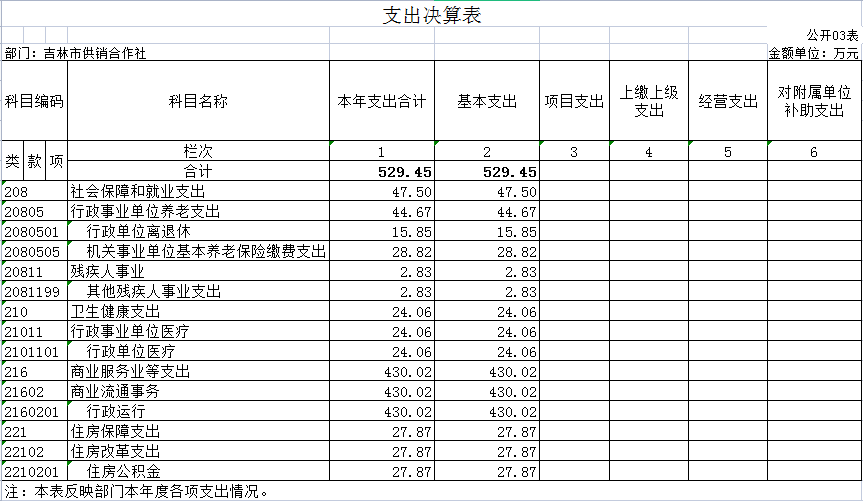 支出决算表
公开03表
部门：吉林市供销合作社 金额单位：万元
科目编码 科目名称 本年支出合计 基本支出 项目支出 上缴上级支出 经营支出 对附属单位补助支出
类 款 项 栏次 1 2 3 4 5 6
合计 529.45 529.45
208 社会保障和就业支出 47.50 47.50
20805 行政事业单位养老支出 44.67 44.67
2080501 行政单位离退休 15.85 15.85
2080505 机关事业单位基本养老保险缴费支出 28.82 28.82
20811 残疾人事业 2.83 2.83
2081199 其他残疾人事业支出 2.83 2.83
210 卫生健康支出 24.06 24.06
21011 行政事业单位医疗 24.06 24.06
2101101 行政单位医疗 24.06 24.06
216 商业服务业等支出 430.02 430.02
21602 商业流通事务 430.02 430.02
2160201 行政运行 430.02 430.02
221 住房保障支出 27.87 27.87
22102 住房改革支出 27.87 27.87
2210201 住房公积金 27.87 27.87
注：本表反映部门本年度各项支出情况。